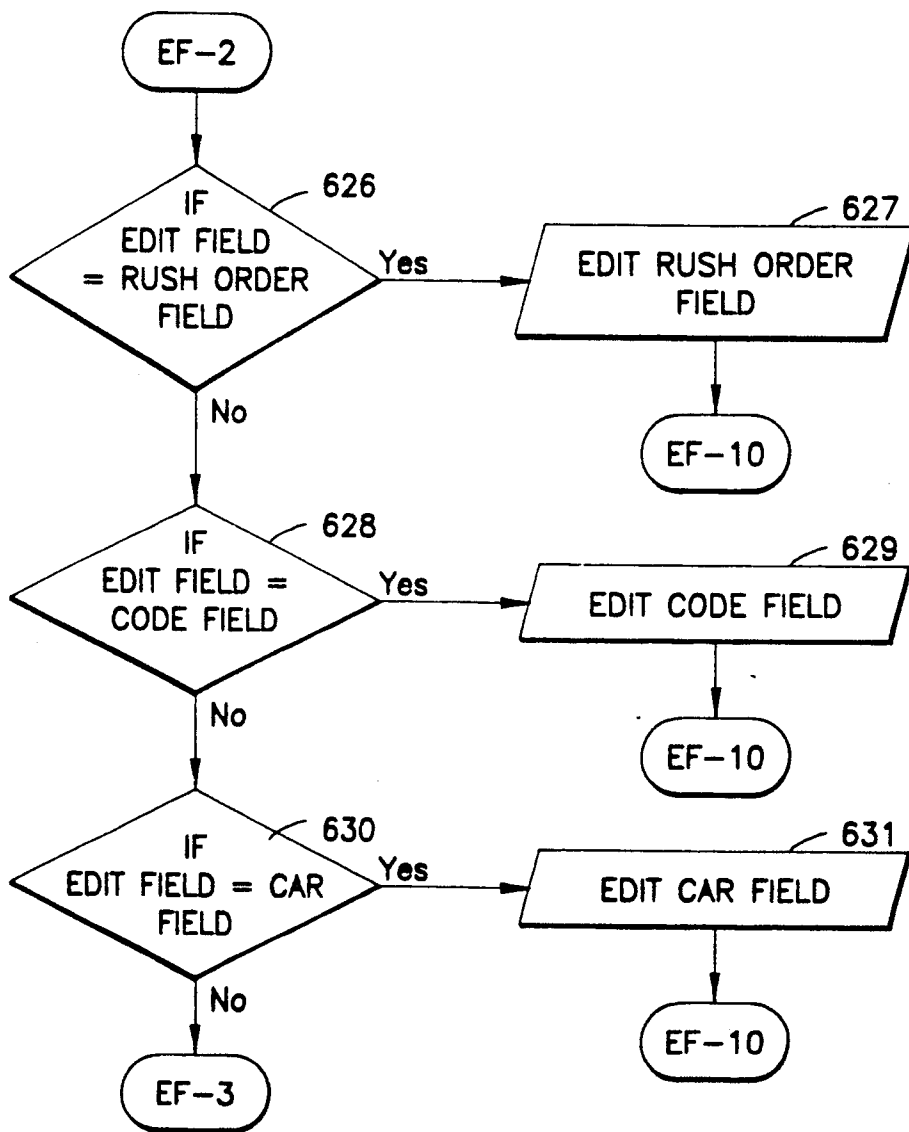 EF-2
626
IF
EDIT FIELD
= RUSH ORDER
FIELD
Yes
627
EDIT RUSH ORDER
FIELD
EF-10
No
628
IF
EDIT FIELD =
CODE FIELD
Yes
629
EDIT CODE FIELD
EF-10
No
630
IF
EDIT FIELD = CAR
FIELD
Yes
631
EDIT CAR FIELD
EF-10
No
EF-3